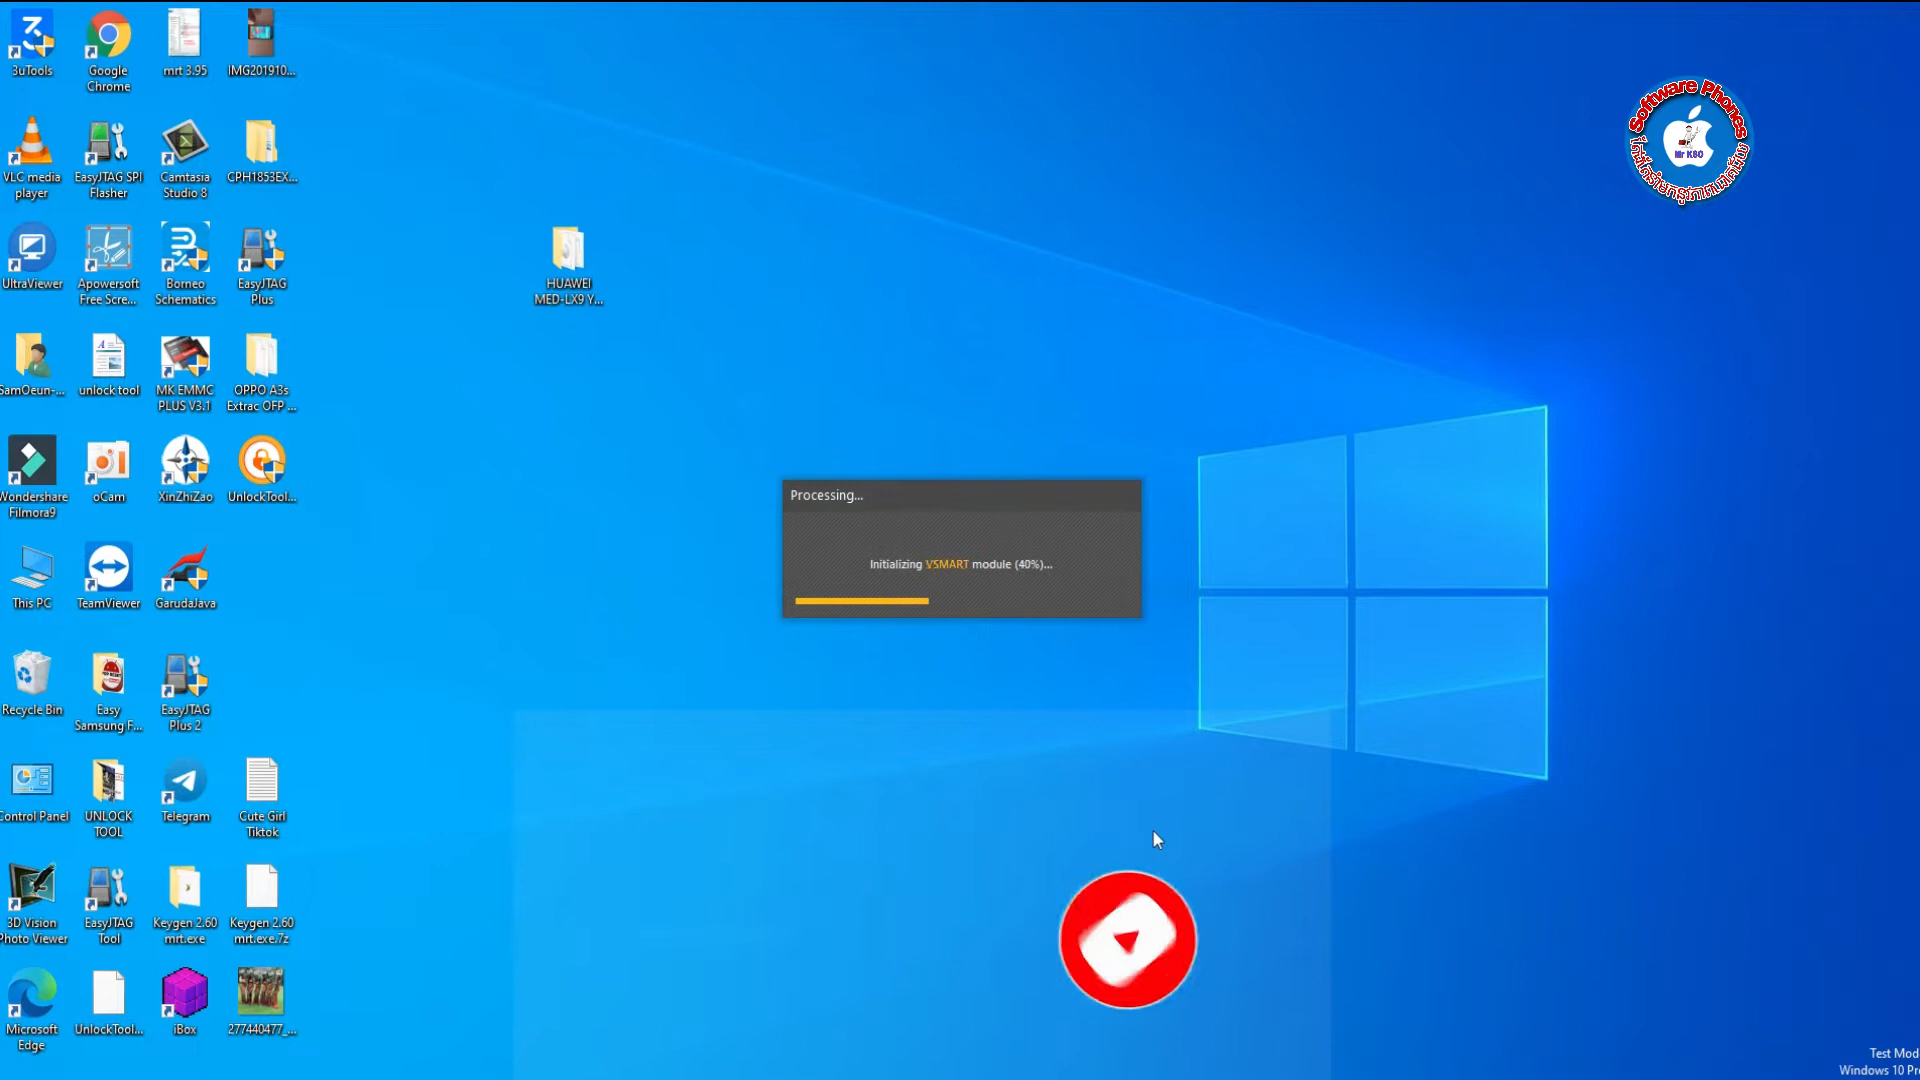 3uTools
Google
Chrome
mrt 3.95
IMG201910...
VLC media
player
EasyJTAG SPI
Flasher
Camtasia
Studio 8
CPH1853EX...
UltraViewer
Apowersoft
Free Scre...
Borneo
Schematics
EasyJTAG
Plus
HUAWEI
MED-LX9 Y...
SamOeun-...
unlock tool
MK EMMC
PLUS V3.1
OPPO A3s
Extrac OFP ...
Wondershare
Filmora9
oCam
XinZhiZao
UnlockTool...
This PC
TeamViewer
GarudaJava
Recycle Bin
Easy
Samsung F...
EasyJTAG
Plus 2
Control Panel
UNLOCK
TOOL
Telegram
Cute Girl
Tiktok
3D Vision
Photo Viewer
EasyJTAG
Tool
Keygen 2.60
mrt.exe
Keygen 2.60
mrt.exe.7z
Microsoft
Edge
UnlockTool...
iBox
277440477_...
Processing...
Initializing VSMART module (40%)...
Software Phones
Mr KSO
Test Mod
Windows 10 Pr